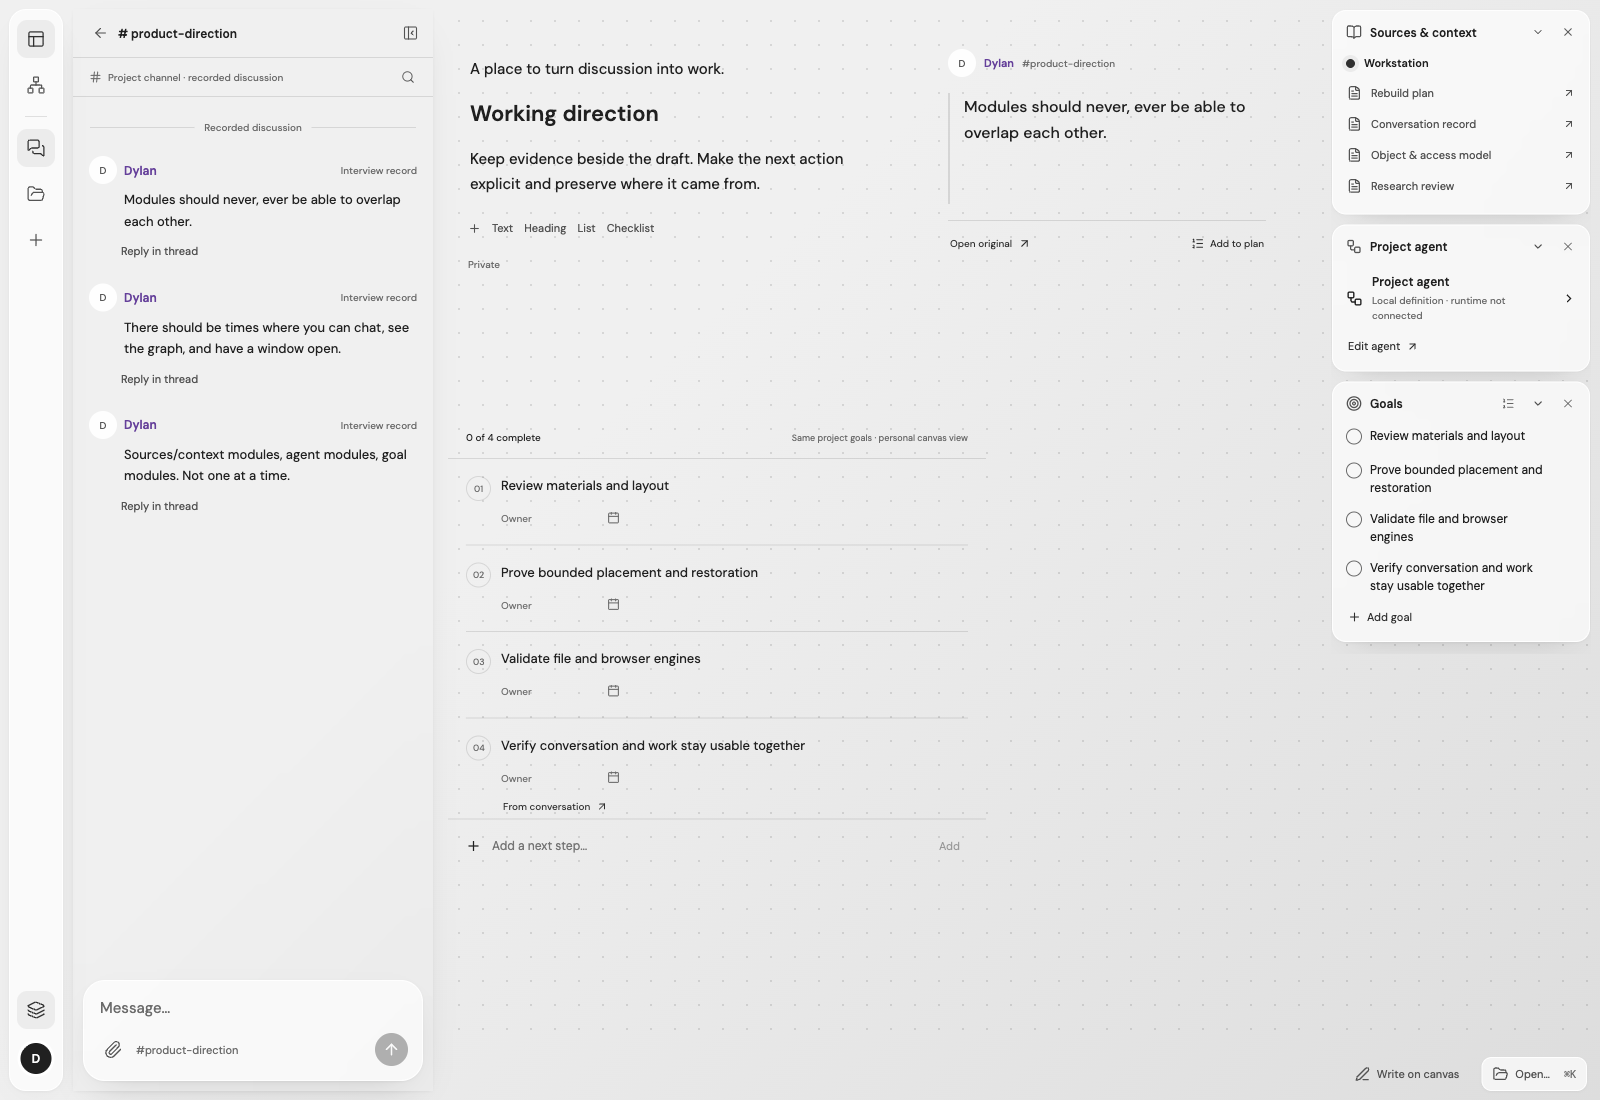 # product-direction
Project channel · recorded discussion
Recorded discussion
D
Dylan
Interview record
Modules should never, ever be able to overlap
each other.
Reply in thread
D
Dylan
Interview record
There should be times where you can chat, see
the graph, and have a window open.
Reply in thread
D
Dylan
Interview record
Sources/context modules, agent modules, goal
modules. Not one at a time.
Reply in thread
Message...
#product-direction
D
A place to turn discussion into work.
Working direction
Keep evidence beside the draft. Make the next action
explicit and preserve where it came from.
+ Text Heading List Checklist
Private
D
Dylan #product-direction
Modules should never, ever be able to
overlap each other.
Open original
Add to plan
0 of 4 complete
Same project goals · personal canvas view
01
Review materials and layout
Owner
02
Prove bounded placement and restoration
Owner
03
Validate file and browser engines
Owner
04
Verify conversation and work stay usable together
Owner
From conversation
+ Add a next step...
Add
Sources & context
Workstation
Rebuild plan
Conversation record
Object & access model
Research review
Project agent
Project agent
Local definition · runtime not
connected
Edit agent
Goals
Review materials and layout
Prove bounded placement and
restoration
Validate file and browser
engines
Verify conversation and work
stay usable together
+ Add goal
Write on canvas
Open... ⌘K